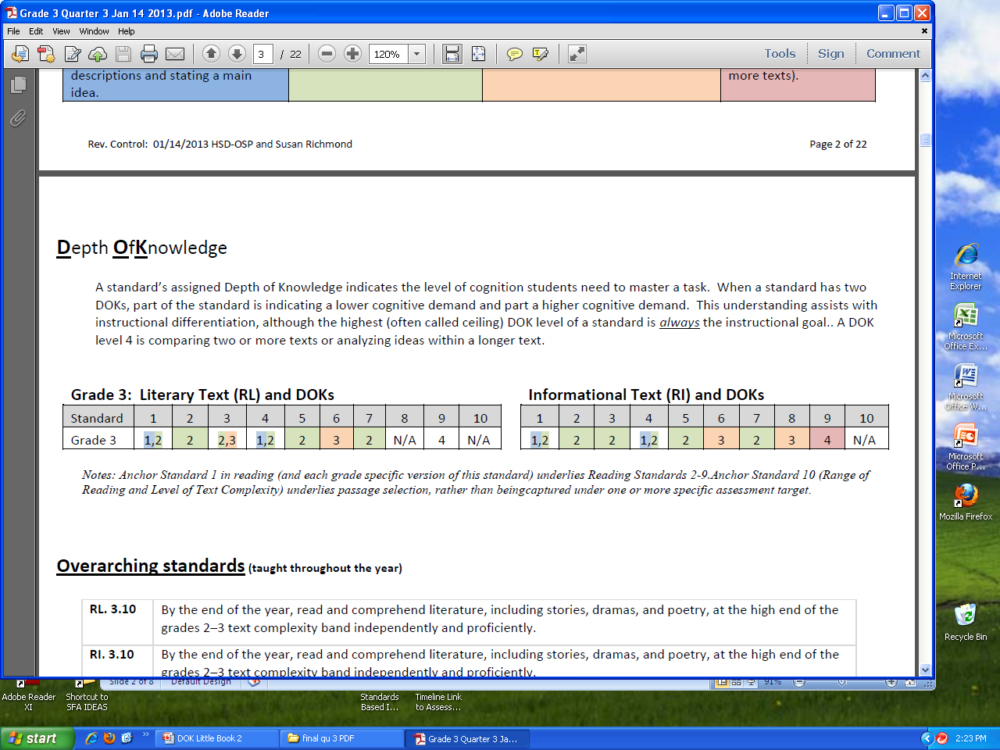 Grade 3 Quarter 3 Jan 14 2013.pdf - Adobe Reader
File Edit View Window Help
3 / 22 120% Tools Sign Comment
descriptions and stating a main
idea.
more texts).
Rev. Control:  01/14/2013 HSD-OSP and Susan Richmond
Page 2 of 22
Depth OfKnowledge
A standard's assigned Depth of Knowledge indicates the level of cognition students need to master a task.  When a standard has two
DOKs, part of the standard is indicating a lower cognitive demand and part a higher cognitive demand.  This understanding assists with
instructional differentiation, although the highest (often called ceiling) DOK level of a standard is always the instructional goal.. A DOK
level 4 is comparing two or more texts or analyzing ideas within a longer text.
Grade 3:  Literary Text (RL) and DOKs
Standard 1 2 3 4 5 6 7 8 9 10
Grade 3 1,2 2 2,3 1,2 2 3 2 N/A 4 N/A
Informational Text (RI) and DOKs
1 2 3 4 5 6 7 8 9 10
1,2 2 2 1,2 2 3 2 3 4 N/A
Notes: Anchor Standard 1 in reading (and each grade specific version of this standard) underlies Reading Standards 2-9.Anchor Standard 10 (Range of
Reading and Level of Text Complexity) underlies passage selection, rather than beingcaptured under one or more specific assessment target.
Overarching standards (taught throughout the year)
RL. 3.10 By the end of the year, read and comprehend literature, including stories, dramas, and poetry, at the high end of the
grades 2–3 text complexity band independently and proficiently.
RI. 3.10 By the end of the year, read and comprehend literature, including stories, dramas, and poetry, at the high end of the
grades 2–3 text complexity band independently and proficiently.
Internet
Explorer
Microsoft
Office Ex...
Microsoft
Office W...
Microsoft
Office P...
Mozilla Firefox
Recycle Bin
Slide 2 of 8 Default Design 91%
Adobe Reader
XI
Shortcut to
SFA IDEAS
Standards
Based I...
Timeline Link
to Assess...
start DOK Little Book 2 final qu 3 PDF Grade 3 Quarter 3 Ja... 2:23 PM